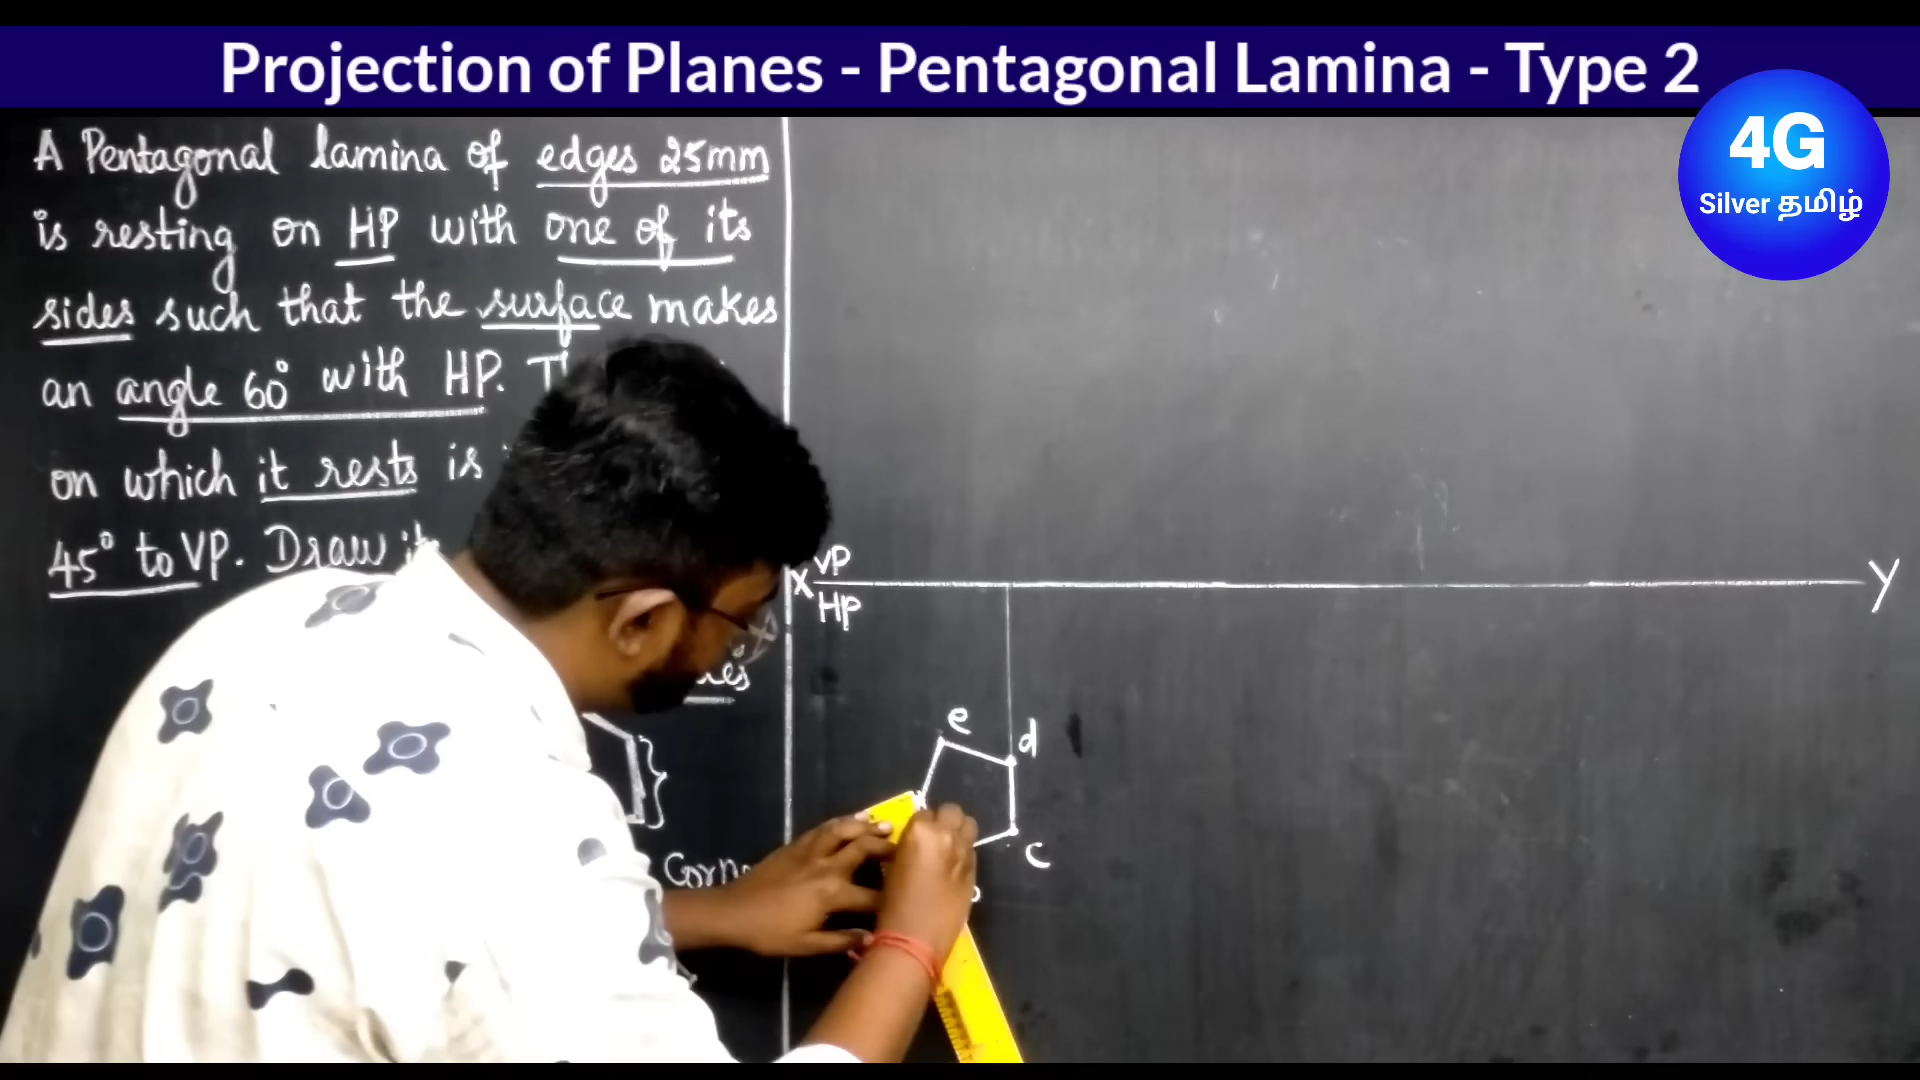 Projection of Planes - Pentagonal Lamina - Type 2
4G
Silver தமிழ்
A Pentagonal lamina of edges 25mm
is resting on HP with one of its
sides such that the surface makes
an angle 60° with HP.
on which it rests is
45° to VP. Draw
X VP
HP
Y
e
d
c